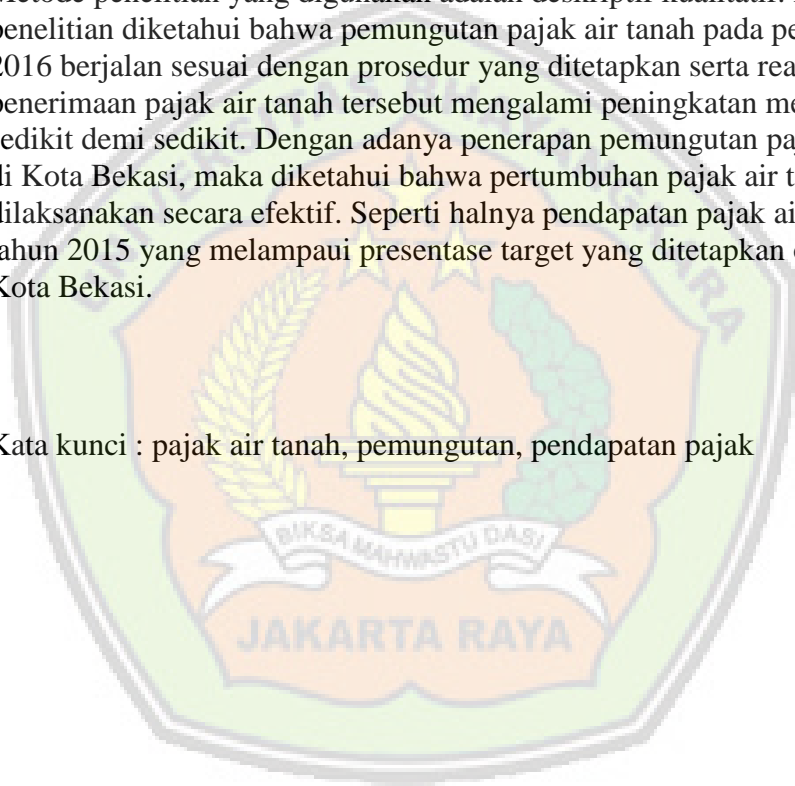 Metode penelitian yang digunakan adalah deskriptif kualitatif.
penelitian diketahui bahwa pemungutan pajak air tanah pada pe
2016 berjalan sesuai dengan prosedur yang ditetapkan serta rea
penerimaan pajak air tanah tersebut mengalami peningkatan me
sedikit demi sedikit. Dengan adanya penerapan pemungutan pa
di Kota Bekasi, maka diketahui bahwa pertumbuhan pajak air t
dilaksanakan secara efektif. Seperti halnya pendapatan pajak ai
tahun 2015 yang melampaui presentase target yang ditetapkan
Kota Bekasi.
Kata kunci : pajak air tanah, pemungutan, pendapatan pajak
UNIVERSITAS BHAYANGKARA
BIKSA MAHWASTU DASI
JAKARTA RAYA